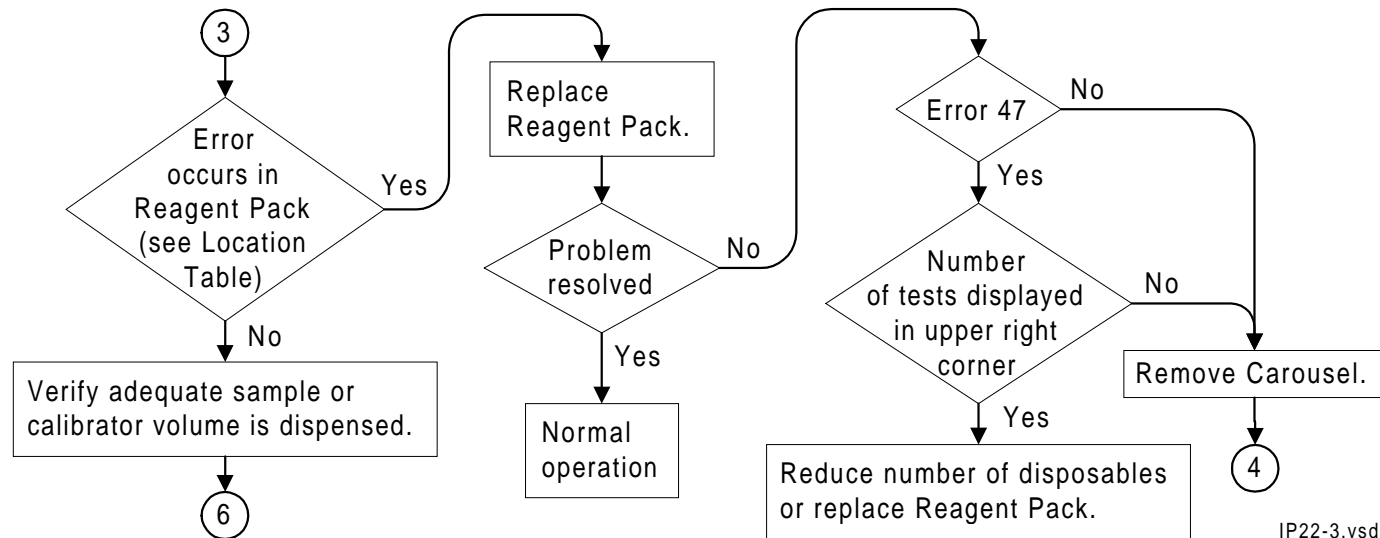 3
Error
occurs in
Reagent Pack
(see Location
Table)
Yes
No
Verify adequate sample or
calibrator volume is dispensed.
6
Replace
Reagent Pack.
Problem
resolved
No
Yes
Normal
operation
Error 47
No
Yes
Number
of tests displayed
in upper right
corner
No
Yes
Reduce number of disposables
or replace Reagent Pack.
Remove Carousel.
4
IP22-3.vsd